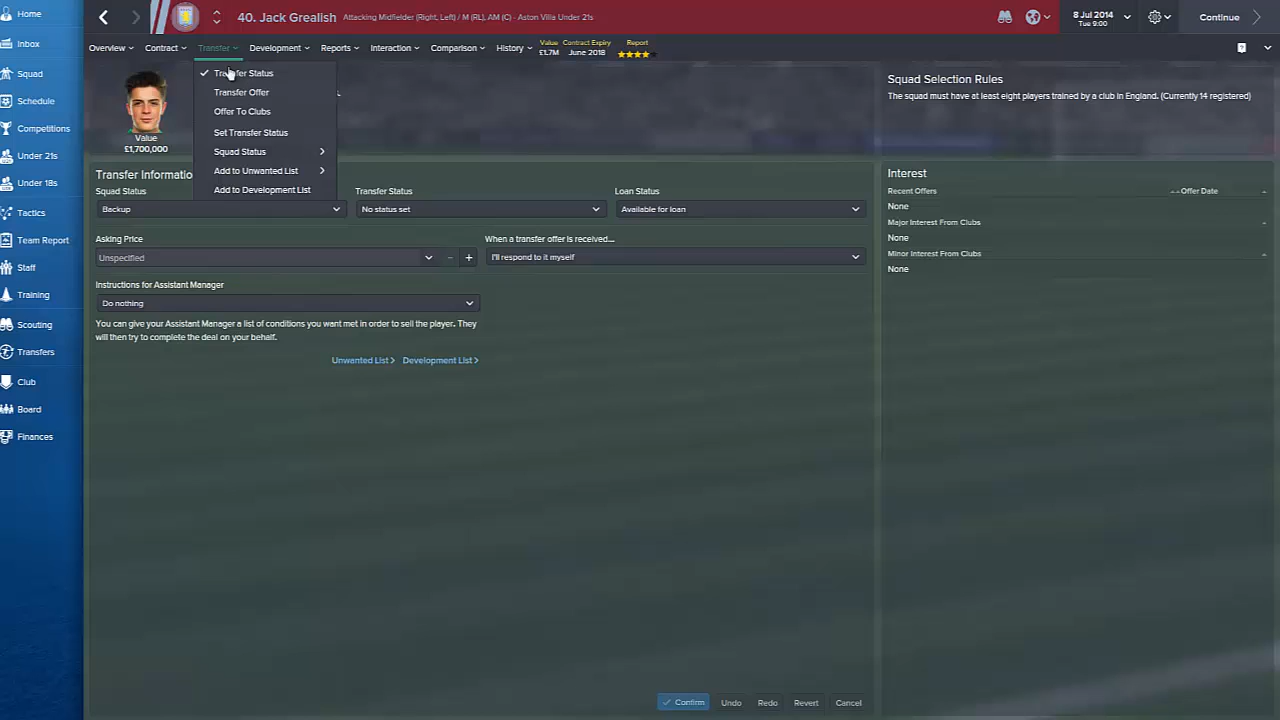 Home
Inbox
Squad
Schedule
Competitions
Under 21s
Under 18s
Tactics
Team Report
Staff
Training
Scouting
Transfers
Club
Board
Finances
40. Jack Grealish Attacking Midfielder (Right, Left) / M (RL), AM (C) - Aston Villa Under 21s
8 Jul 2014
Tue 9:00
Continue
Overview
Contract
Transfer
Development
Reports
Interaction
Comparison
History
Value
£1.7M
Contract Expiry
June 2018
Report
Transfer Status
Transfer Offer
Offer To Clubs
Set Transfer Status
Squad Status
Add to Unwanted List
Add to Development List
Value
£1,700,000
Squad Selection Rules
The squad must have at least eight players trained by a club in England. (Currently 14 registered)
Transfer Informatio
Squad Status
Backup
Transfer Status
No status set
Loan Status
Available for loan
Asking Price
Unspecified
When a transfer offer is received...
I'll respond to it myself
Instructions for Assistant Manager
Do nothing
You can give your Assistant Manager a list of conditions you want met in order to sell the player. They
will then try to complete the deal on your behalf.
Unwanted List
Development List
Interest
Recent Offers
Offer Date
None
Major Interest From Clubs
None
Minor Interest From Clubs
None
Confirm
Undo
Redo
Revert
Cancel